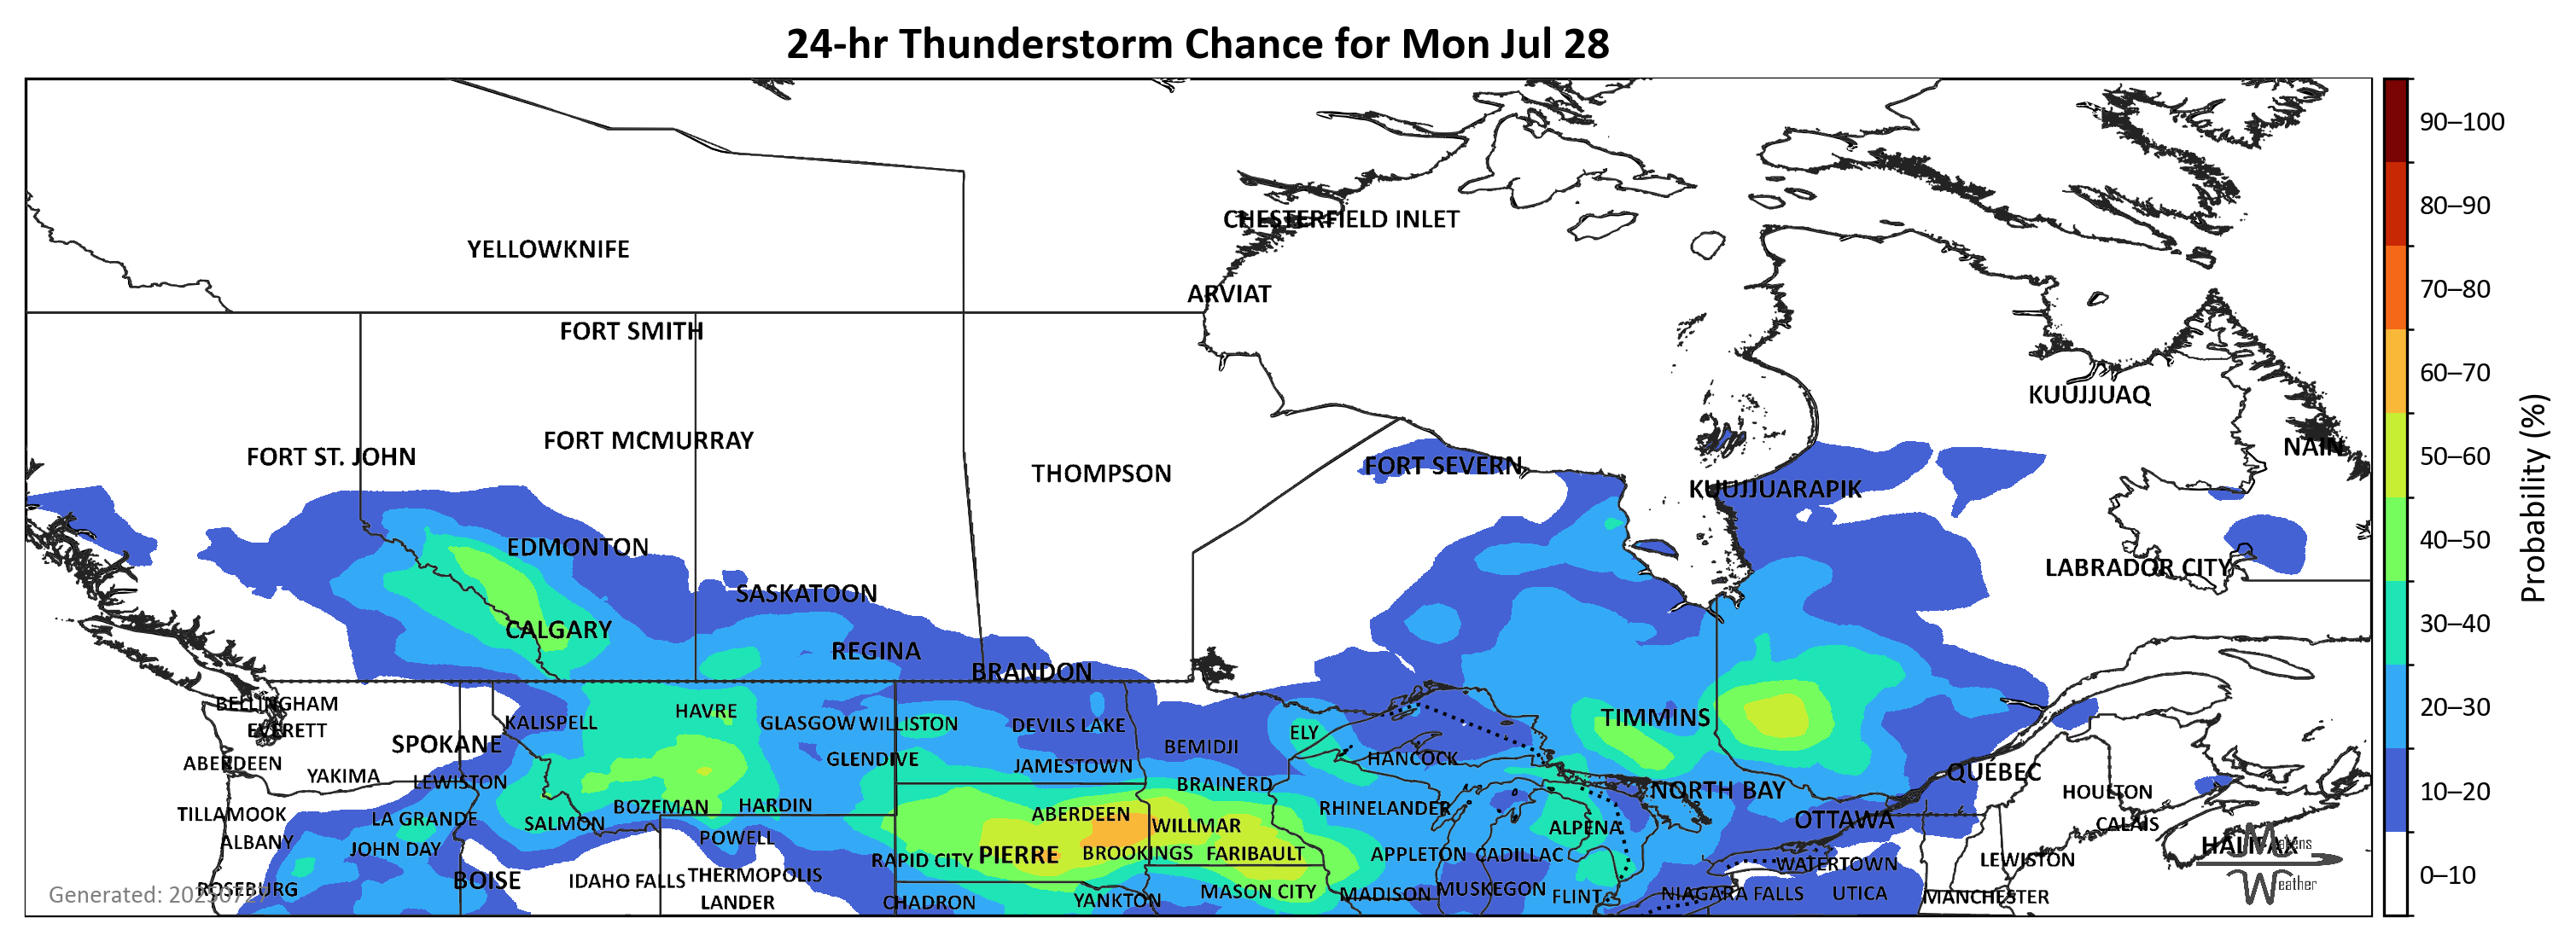 24-hr Thunderstorm Chance for Mon Jul 28
90–100
80–90
70–80
60–70
50–60
40–50
30–40
20–30
10–20
0–10
Probability (%)
CHESTERFIELD INLET
YELLOWKNIFE
ARVIAT
FORT SMITH
KUUJJUAQ
FORT MCMURRAY
NAIN
FORT ST. JOHN
FORT SEVERN
THOMPSON
KUUJJUARAPIK
EDMONTON
LABRADOR CITY
SASKATOON
CALGARY
REGINA
BRANDON
BELLINGHAM
HAVRE
TIMMINS
KALISPELL
GLASGOW
WILLISTON
DEVILS LAKE
EVERETT
ELY
SPOKANE
BEMIDJI
HANCOCK
GLENDIVE
ABERDEEN
JAMESTOWN
QUÉBEC
YAKIMA
LEWISTON
BRAINERD
NORTH BAY
HOULTON
BOZEMAN
HARDIN
RHINELANDER
TILLAMOOK
ABERDEEN
LA GRANDE
OTTAWA
SALMON
WILLMAR
ALPENA
CALAIS
POWELL
ALBANY
HALIFAX
Matens
JOHN DAY
BROOKINGS
FARIBAULT
PIERRE
APPLETON
CADILLAC
RAPID CITY
LEWISTON
WATERTOWN
THERMOPOLIS
BOISE
IDAHO FALLS
Weather
ROSEBURG
MUSKEGON
MASON CITY
MADISON
NIAGARA FALLS
UTICA
Generated: 20250727
FLINT
MANCHESTER
YANKTON
LANDER
CHADRON